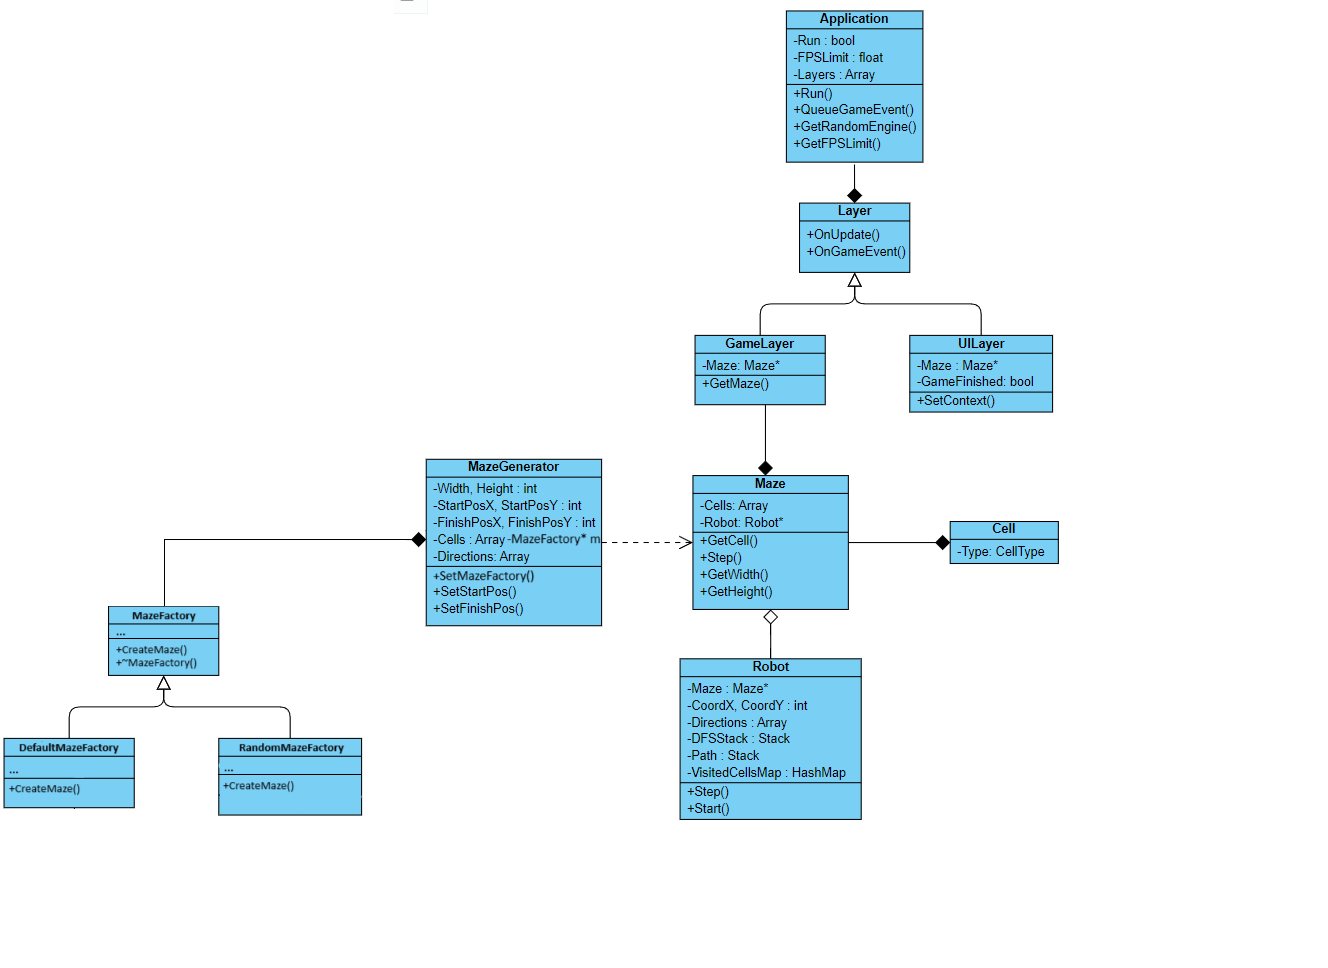 Application
-Run : bool
-FPSLimit : float
-Layers : Array
+Run()
+QueueGameEvent()
+GetRandomEngine()
+GetFPSLimit()
Layer
+OnUpdate()
+OnGameEvent()
GameLayer
-Maze: Maze*
+GetMaze()
UILayer
-Maze : Maze*
-GameFinished: bool
+SetContext()
MazeGenerator
-Width, Height : int
-StartPosX, StartPosY : int
-FinishPosX, FinishPosY : int
-Cells : Array -MazeFactory* m
-Directions: Array
+SetMazeFactory()
+SetStartPos()
+SetFinishPos()
Maze
-Cells: Array
-Robot: Robot*
+GetCell()
+Step()
+GetWidth()
+GetHeight()
Cell
-Type: CellType
MazeFactory
...
+CreateMaze()
+~MazeFactory()
DefaultMazeFactory
...
+CreateMaze()
RandomMazeFactory
...
+CreateMaze()
Robot
-Maze : Maze*
-CoordX, CoordY : int
-Directions : Array
-DFSStack : Stack
-Path : Stack
-VisitedCellsMap : HashMap
+Step()
+Start()